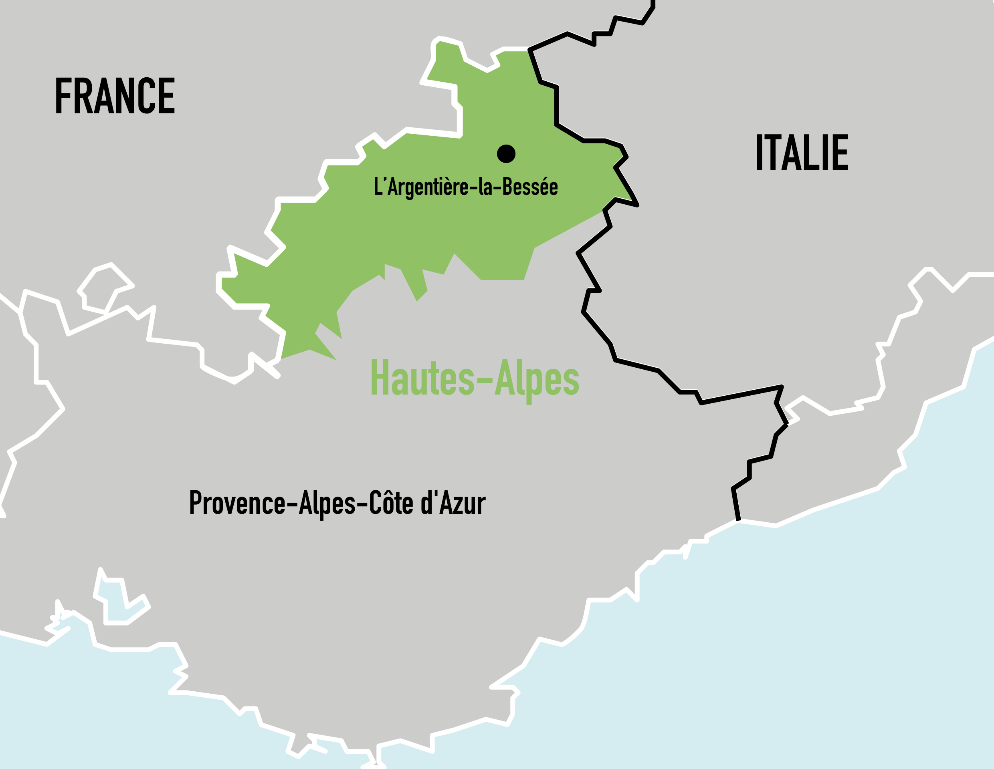 FRANCE
ITALIE
L'Argentière-la-Bessée
Hautes-Alpes
Provence-Alpes-Côte d'Azur